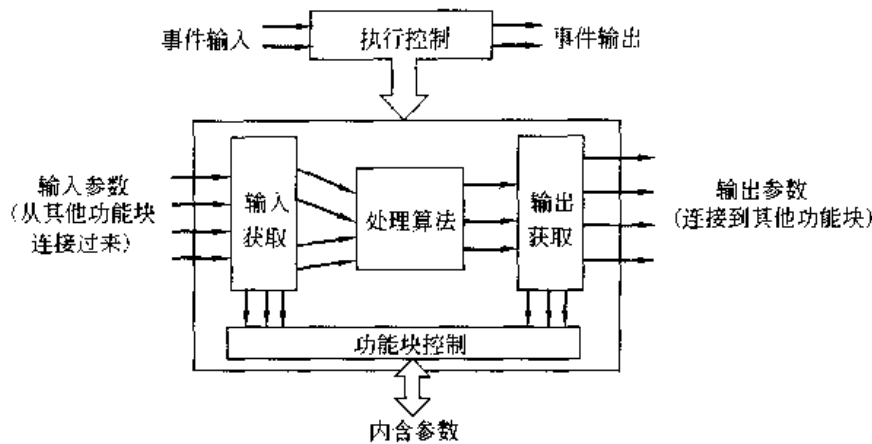 事件输入
执行控制
事件输出
输入参数
(从其他功能块
连接过来)
输入
获取
处理算法
输出
获取
输出参数
(连接到其他功能块)
功能块控制
内含参数